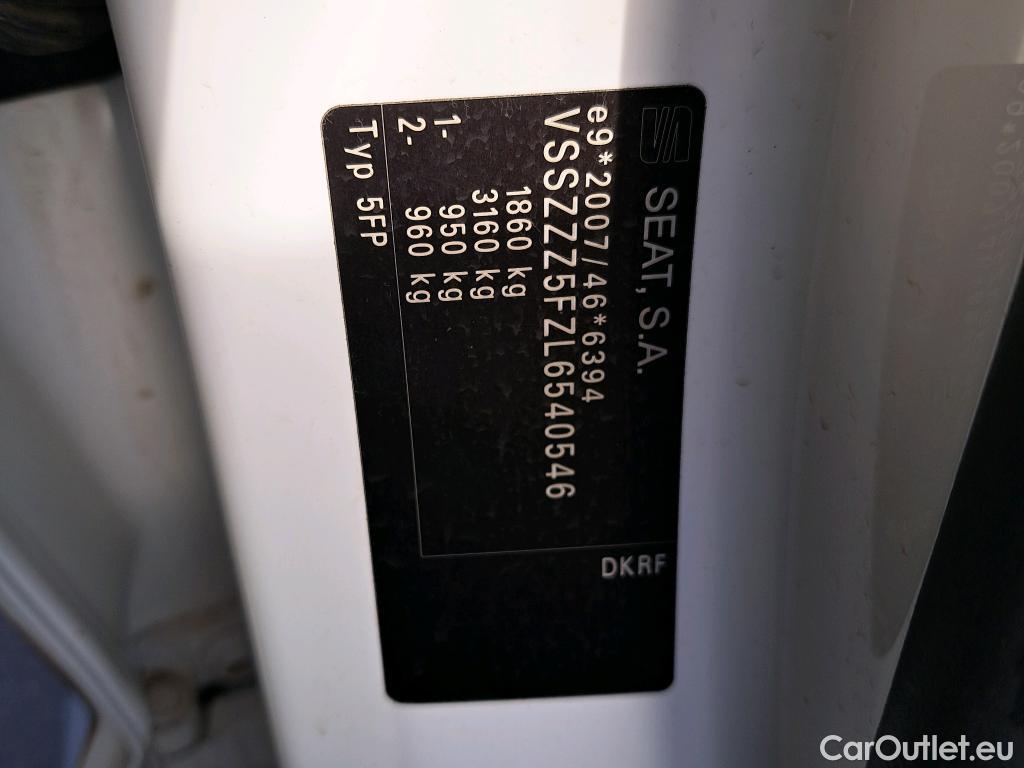 SEAT, S.A.
e9*2007/46*6394
VSSZZZ5FZL6540546
1860 kg
3160 kg
1- 950 kg
2- 960 kg
Typ 5FP
DKRF
CarOutlet.eu